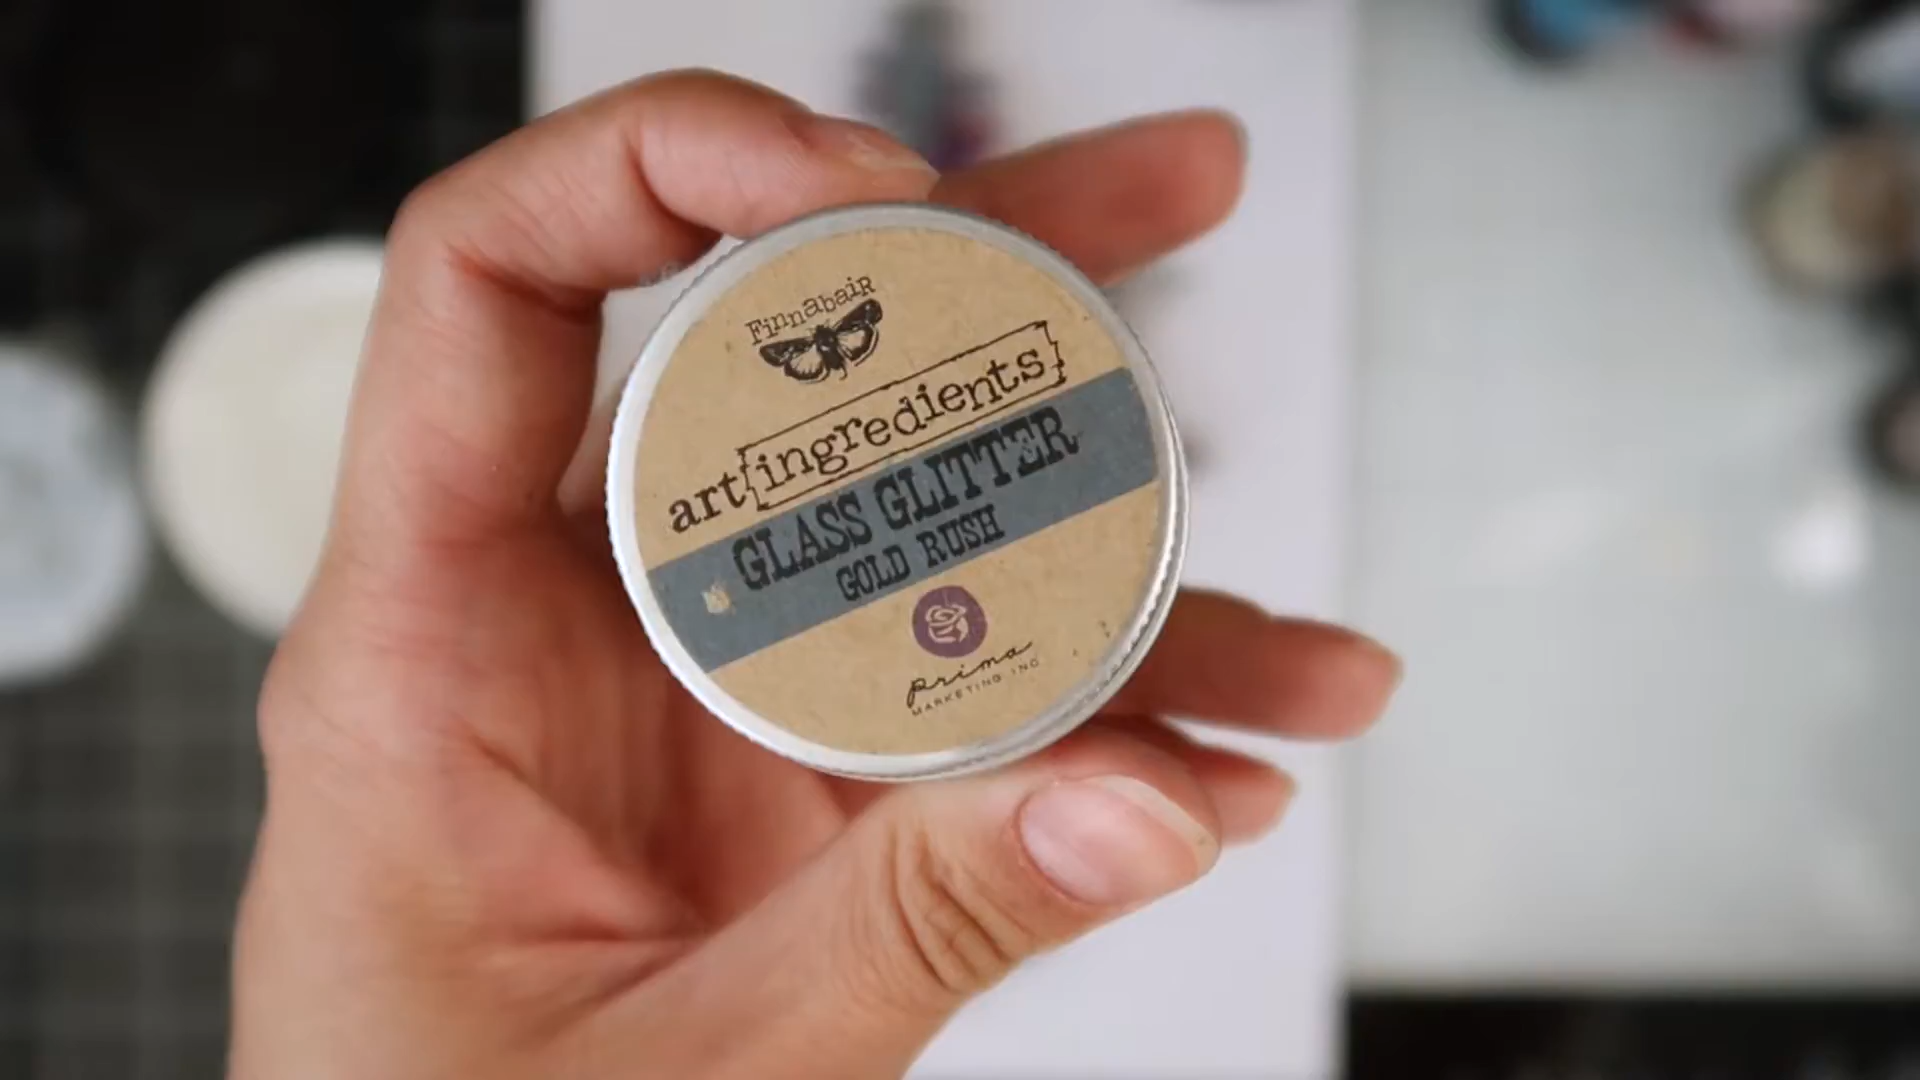 Finnabair
art{ingredients}
GLASS GLITTER
GOLD RUSH
prima
MARKETING INC